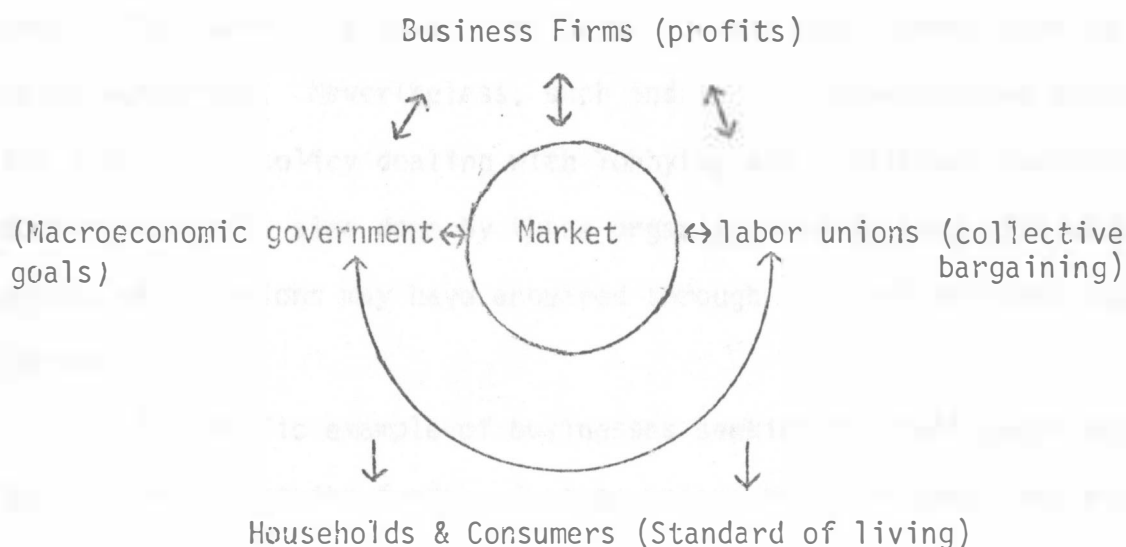 Business Firms (profits)
(Macroeconomic government Market labor unions (collective
goals) bargaining)
Households & Consumers (Standard of living)